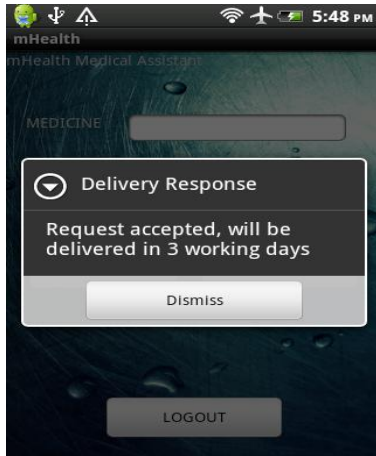 5:48 PM
mHealth
mHealth Medical Assistant
MEDICINE
Delivery Response
Request accepted, will be
delivered in 3 working days
Dismiss
LOGOUT